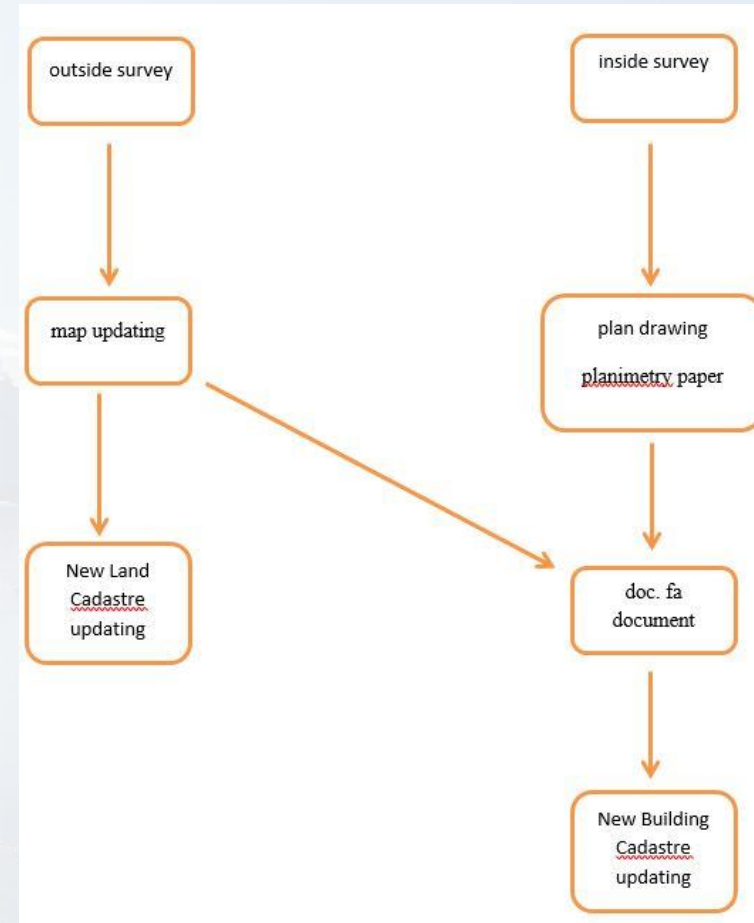 outside survey
inside survey
map updating
plan drawing
planimetry paper
New Land
Cadastre
updating
doc. fa
document
New Building
Cadastre
updating